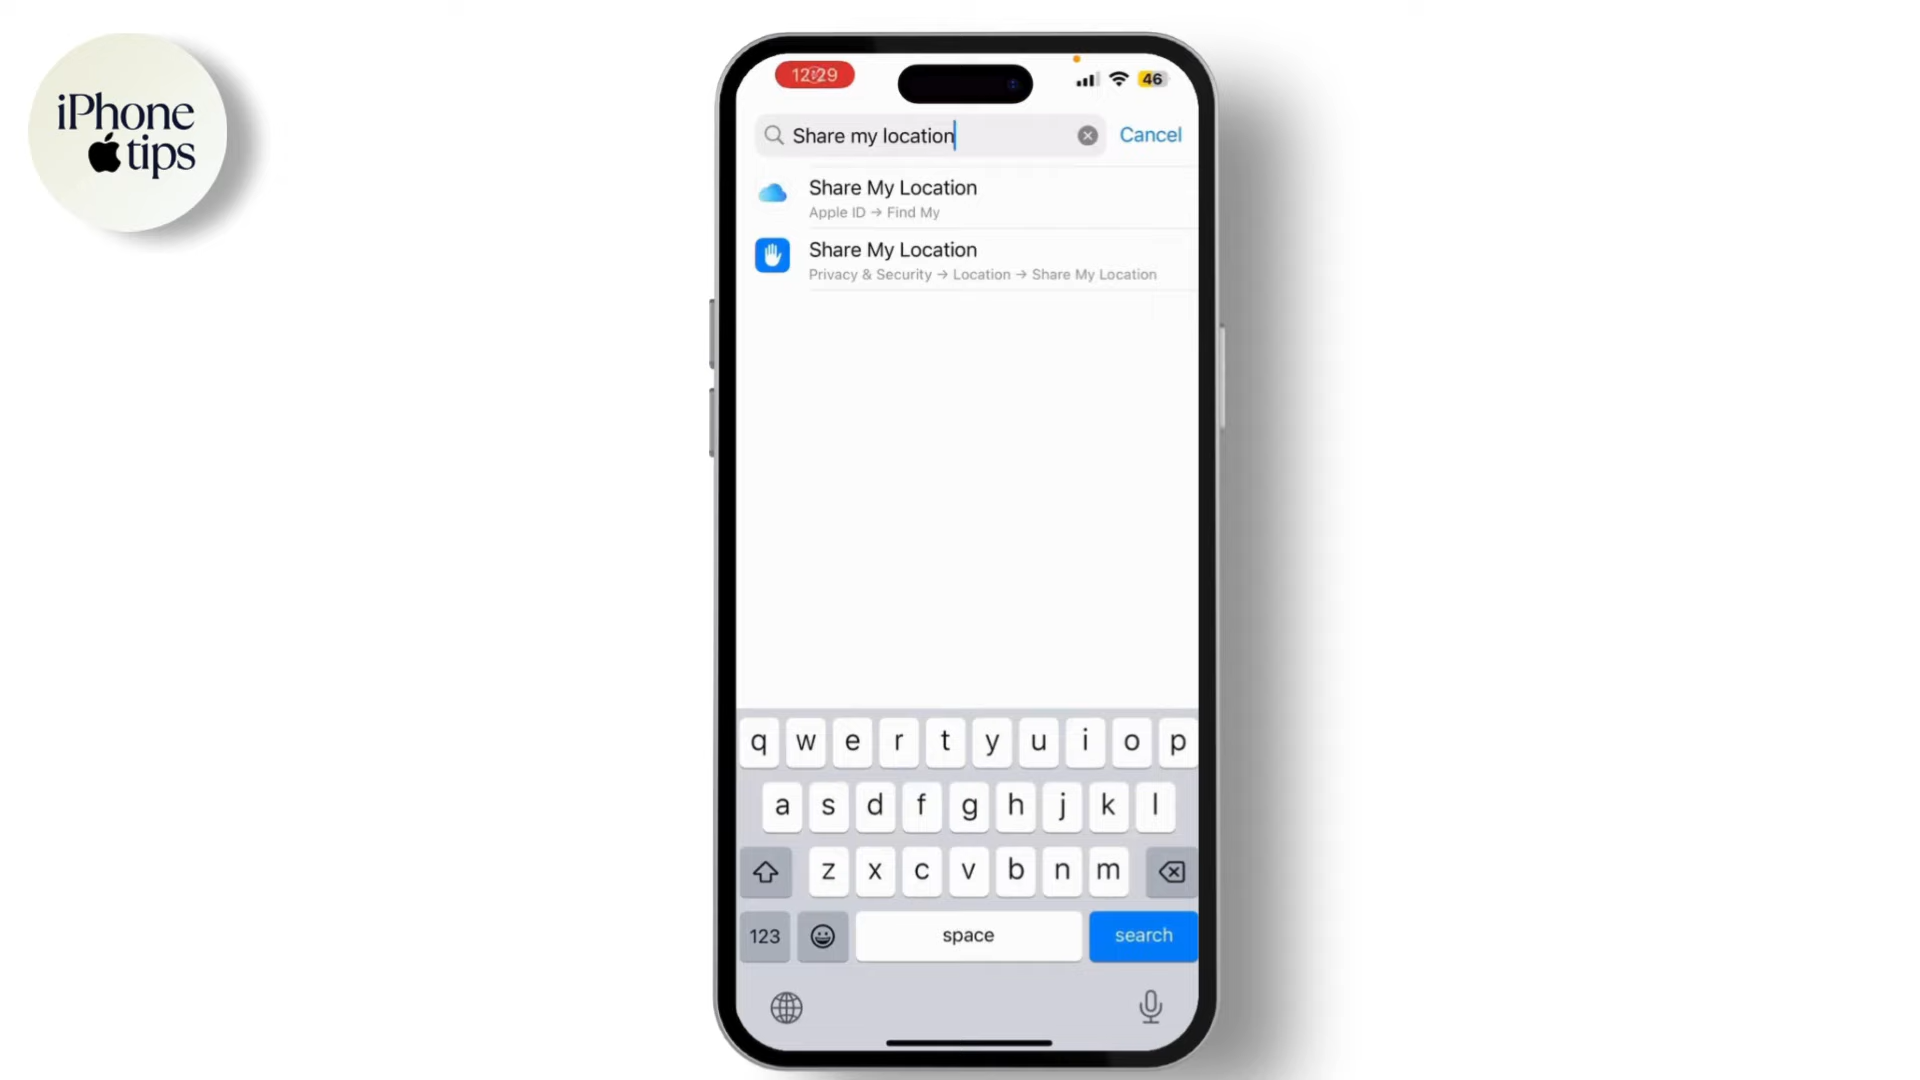 iPhone
tips
12:29
46
Share my location
Cancel
Share My Location
Apple ID → Find My
Share My Location
Privacy & Security → Location → Share My Location
q w e r t y u i o p
a s d f g h j k l
z x c v b n m
123
space
search